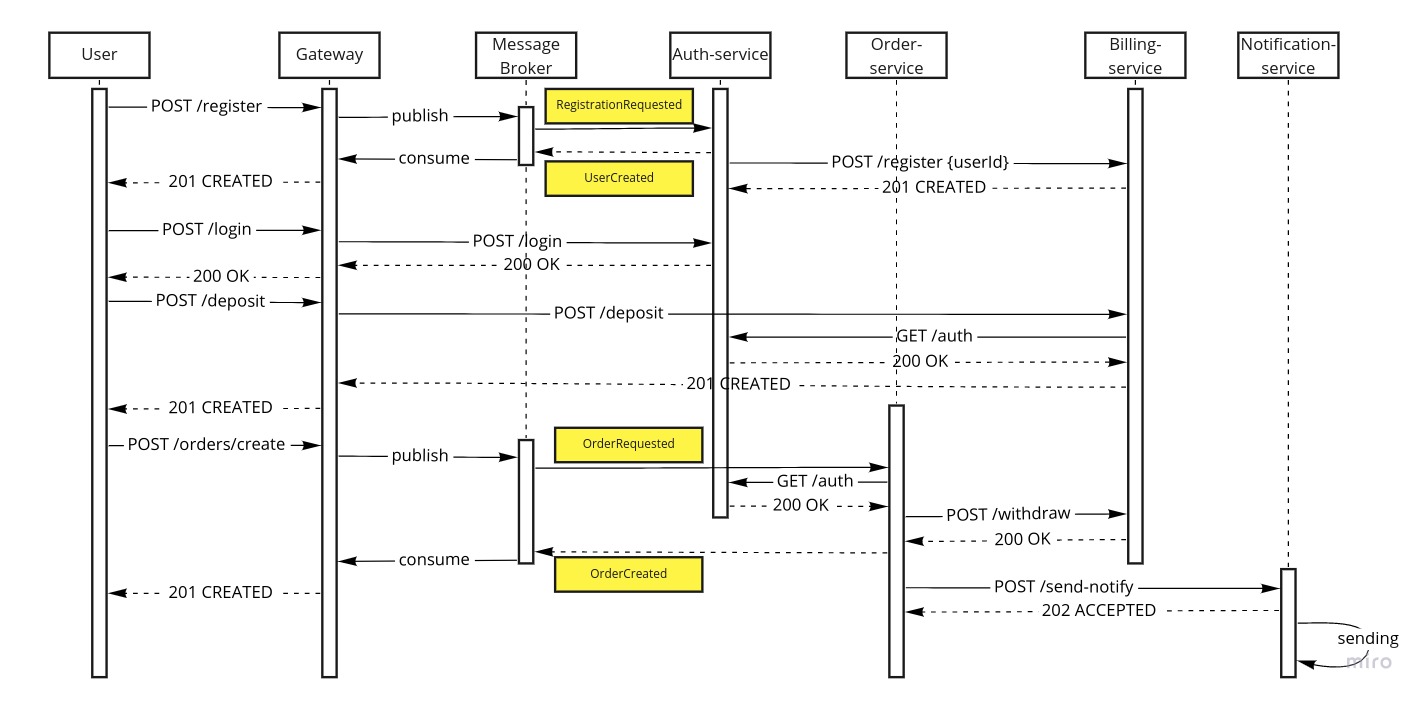 User
Gateway
Message
Broker
Auth-service
Order-
service
Billing-
service
Notification-
service
POST /register
publish
RegistrationRequested
consume
UserCreated
POST /register {userId}
201 CREATED
201 CREATED
POST /login
POST /login
200 OK
200 OK
POST /deposit
POST /deposit
GET /auth
200 OK
201 CREATED
201 CREATED
POST /orders/create
publish
OrderRequested
GET /auth
200 OK
POST /withdraw
200 OK
consume
OrderCreated
201 CREATED
POST /send-notify
202 ACCEPTED
sending
miro